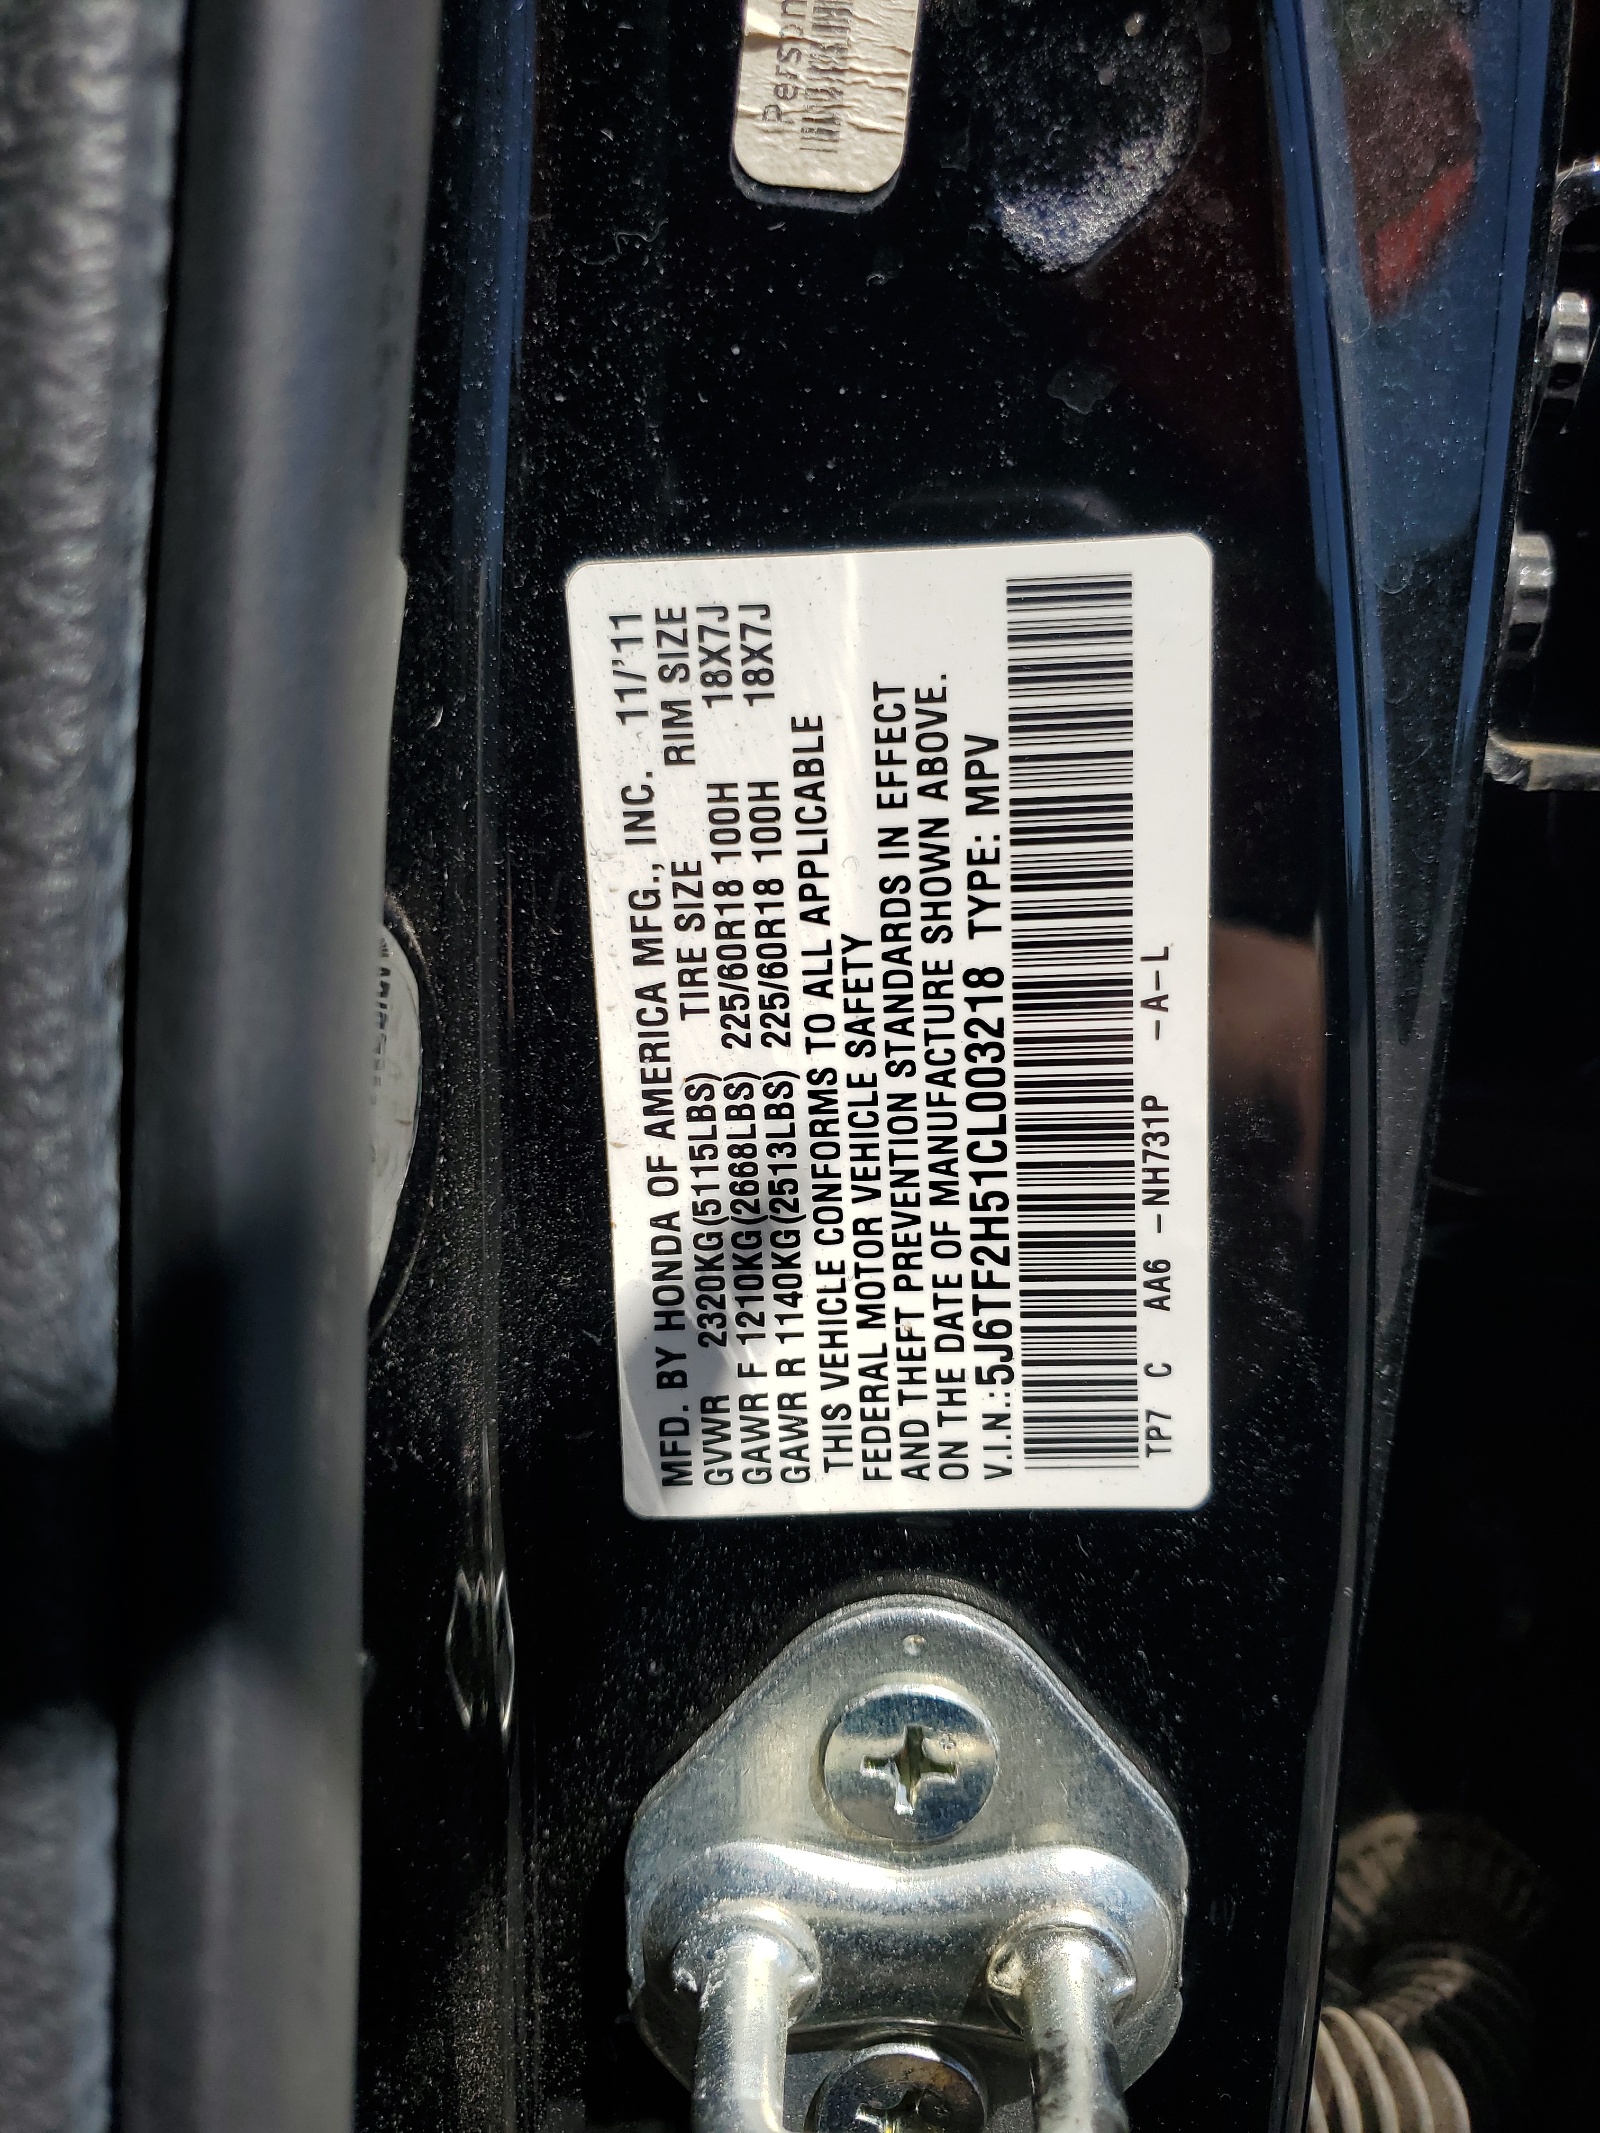 MFD. BY HONDA OF AMERICA MFG., INC. 11/'11
TIRE SIZE RIM SIZE
GVWR 2320KG(5115LBS)
GAWR F 1210KG(2668LBS) 225/60R18 100H 18X7J
GAWR R 1140KG(2513LBS) 225/60R18 100H 18X7J
THIS VEHICLE CONFORMS TO ALL APPLICABLE
FEDERAL MOTOR VEHICLE SAFETY
AND THEFT PREVENTION STANDARDS IN EFFECT
ON THE DATE OF MANUFACTURE SHOWN ABOVE.
V.I.N.:5J6TF2H51CL003218 TYPE: MPV
TP7 C AA6 -NH731P -A-L